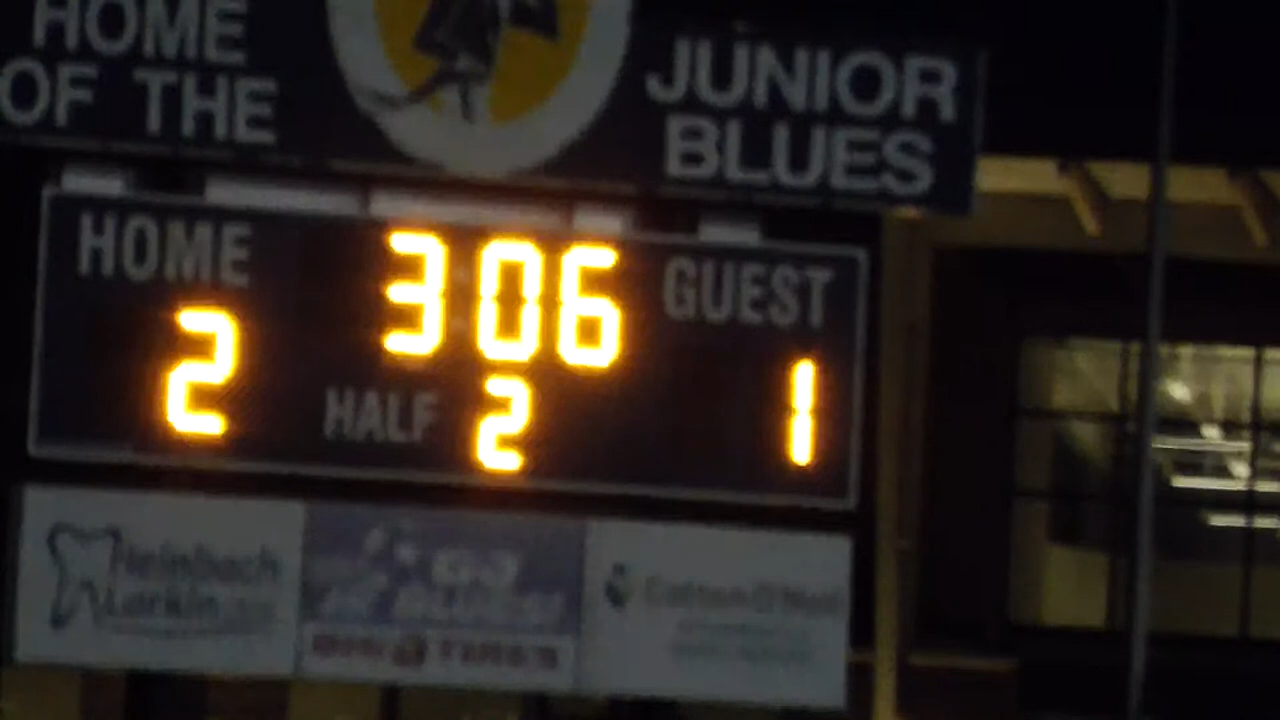 HOME
OF THE
JUNIOR
BLUES
HOME
3:06
GUEST
2
HALF 2
1
Heinbach
Larkin